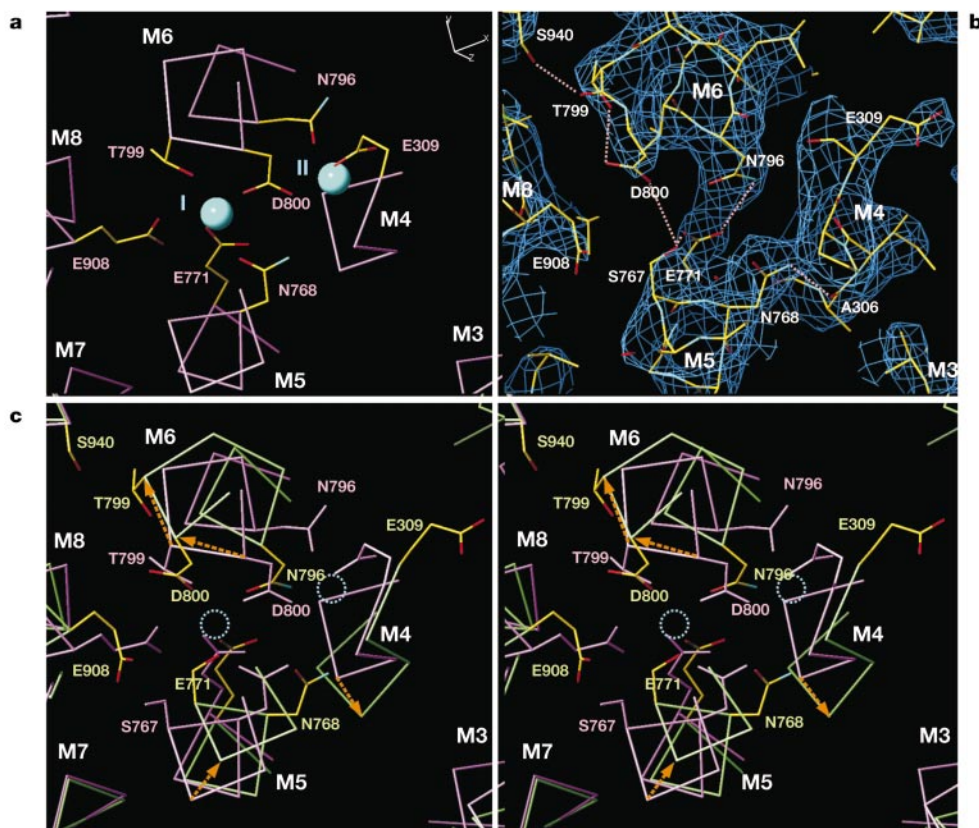 a
M6
N796
y
x
z
M8
T799
II
E309
I
D800
M4
E908
E771
N768
M7
M5
M3
b
S940
M6
T799
E309
N796
M8
D800
M4
E908
S767
E771
N768
A306
M5
M3
c
S940
M6
T799
N796
E309
M8
T799
D800
N796
D800
M4
E908
E771
S767
N768
M7
M5
M3
S940
M6
T799
N796
E309
M8
T799
D800
N796
D800
M4
E908
E771
S767
N768
M7
M5
M3